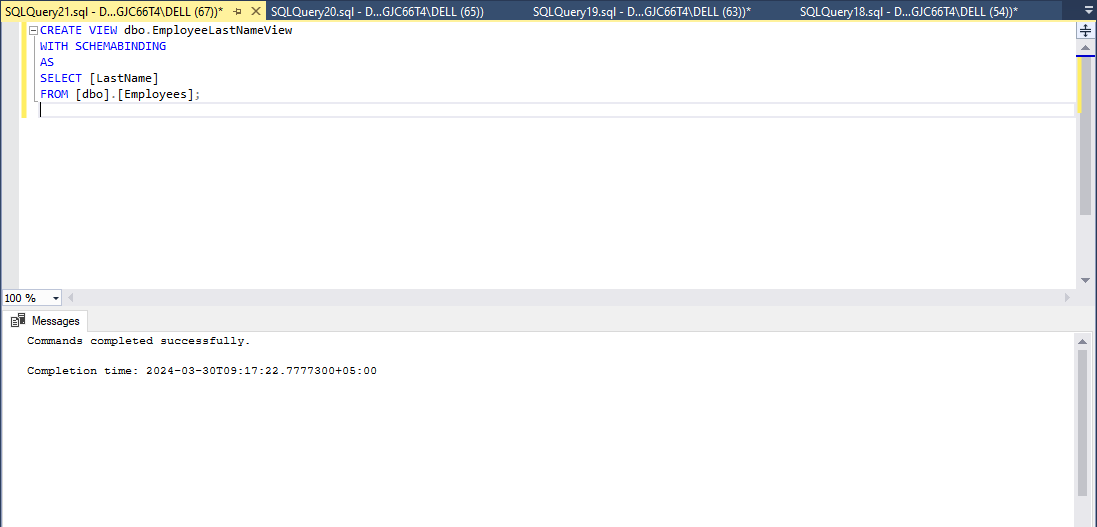 SQLQuery21.sql - D...GJC66T4\DELL (67))* SQLQuery20.sql - D...GJC66T4\DELL (65)) SQLQuery19.sql - D...GJC66T4\DELL (63))* SQLQuery18.sql - D...GJC66T4\DELL (54))*
CREATE VIEW dbo.EmployeeLastNameView
WITH SCHEMABINDING
AS
SELECT [LastName]
FROM [dbo].[Employees];
100 %
Messages
Commands completed successfully.
Completion time: 2024-03-30T09:17:22.7777300+05:00